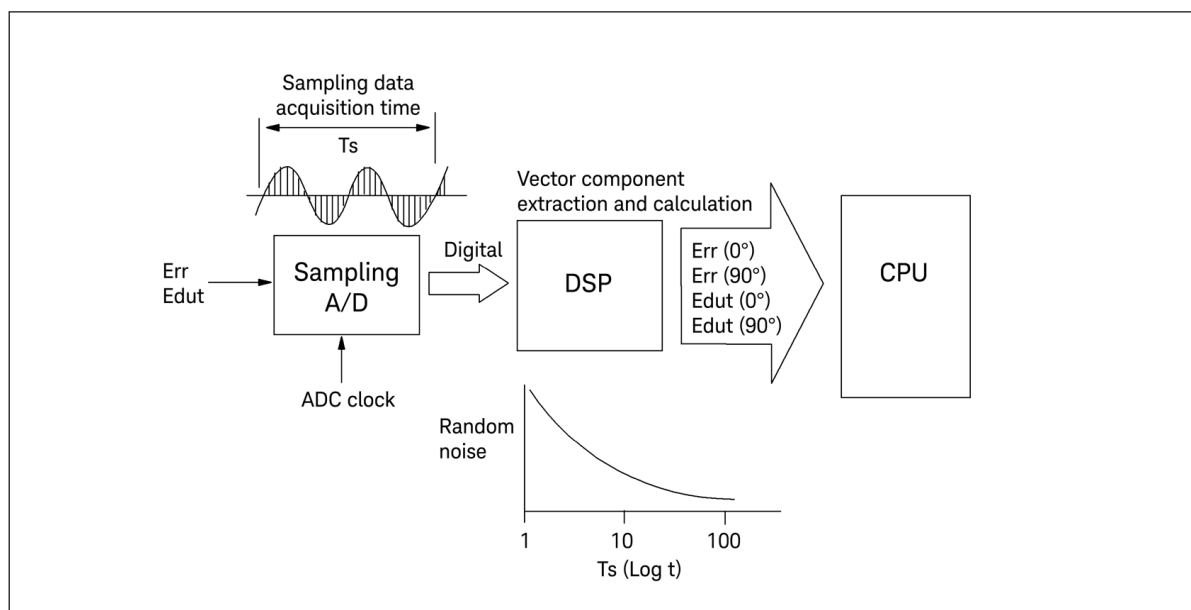 Sampling data
acquisition time
Ts
Vector component
extraction and calculation
Err
Edut
Sampling
A/D
Digital
DSP
Err (0°)
Err (90°)
Edut (0°)
Edut (90°)
CPU
ADC clock
Random
noise
1 10 100
Ts (Log t)